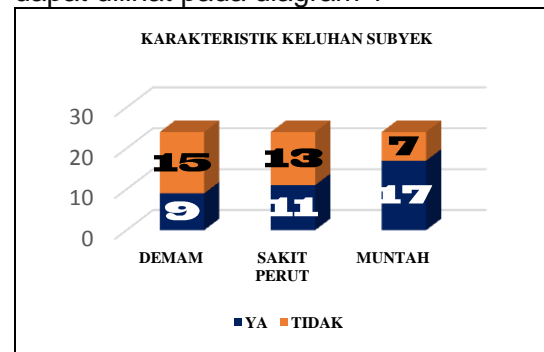 KARAKTERISTIK KELUHAN SUBYEK
30
20
10
0
15
13
7
9
11
17
DEMAM
SAKIT
PERUT
MUNTAH
YA TIDAK